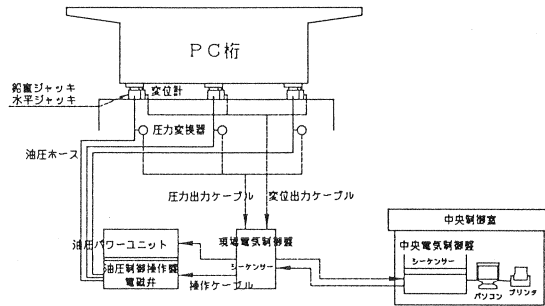 PC桁
鉛直ジャッキ
水平ジャッキ
変位計
圧力変換器
油圧ホース
圧力出力ケーブル
変位出力ケーブル
油圧パワーユニット
油圧制御操作盤
電磁弁
現場電気制御盤
シーケンサー
操作ケーブル
中央制御室
中央電気制御盤
シーケンサー
パソコン
プリンタ